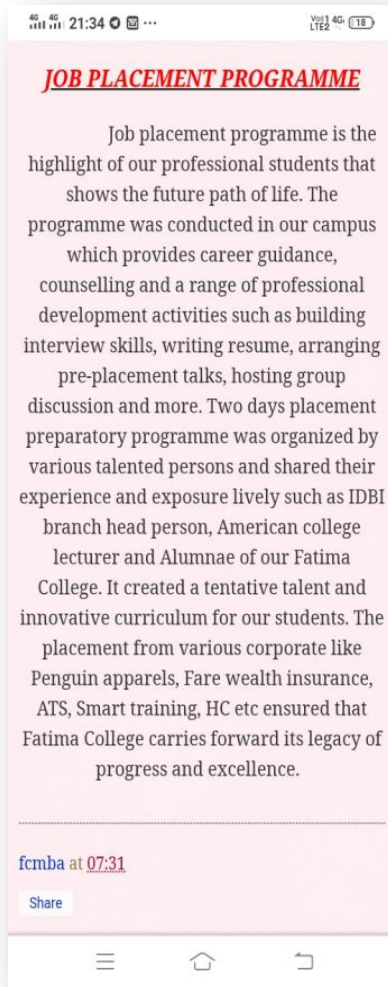 4G 4G 21:34 ...
Vo1 4G LTE2 18
JOB PLACEMENT PROGRAMME
Job placement programme is the
highlight of our professional students that
shows the future path of life. The
programme was conducted in our campus
which provides career guidance,
counselling and a range of professional
development activities such as building
interview skills, writing resume, arranging
pre-placement talks, hosting group
discussion and more. Two days placement
preparatory programme was organized by
various talented persons and shared their
experience and exposure lively such as IDBI
branch head person, American college
lecturer and Alumnae of our Fatima
College. It created a tentative talent and
innovative curriculum for our students. The
placement from various corporate like
Penguin apparels, Fare wealth insurance,
ATS, Smart training, HC etc ensured that
Fatima College carries forward its legacy of
progress and excellence.
fcmba at 07:31
Share